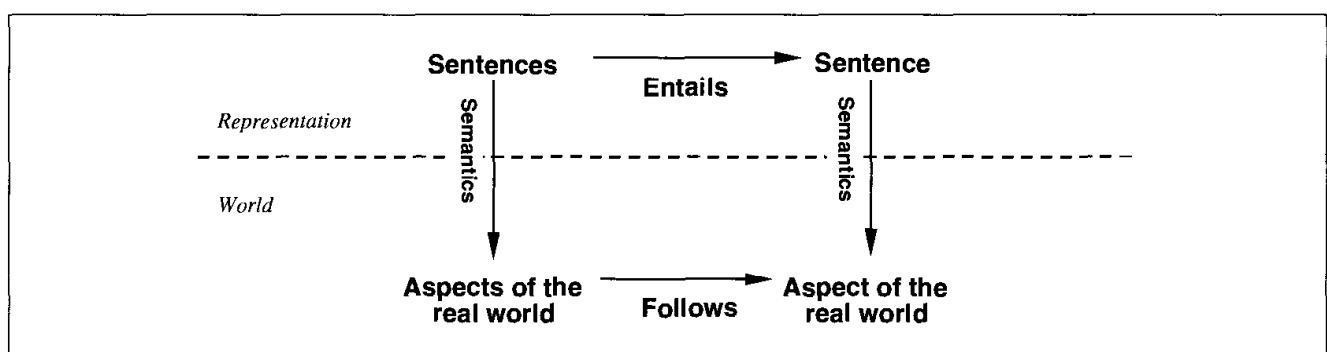 Sentences
Entails
Sentence
Semantics
Semantics
Representation
World
Aspects of the
real world
Follows
Aspect of the
real world